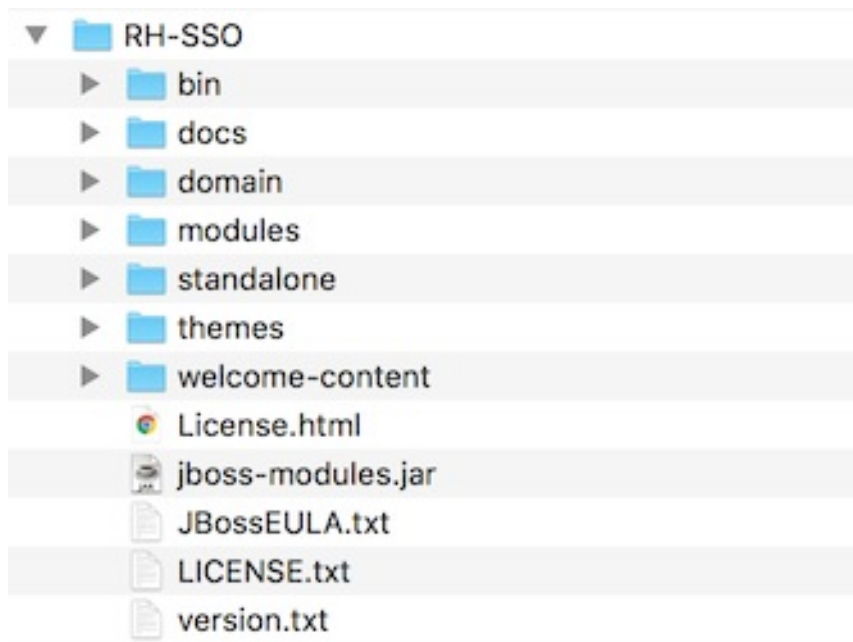 RH-SSO
bin
docs
domain
modules
standalone
themes
welcome-content
License.html
jboss-modules.jar
JBossEULA.txt
LICENSE.txt
version.txt